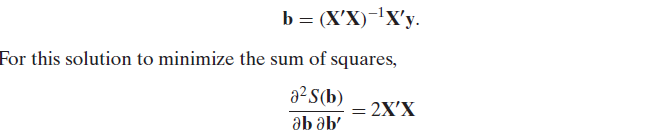 b = (X′X)⁻¹X′y.
For this solution to minimize the sum of squares,
∂²S(b)
∂b ∂b′
= 2X′X